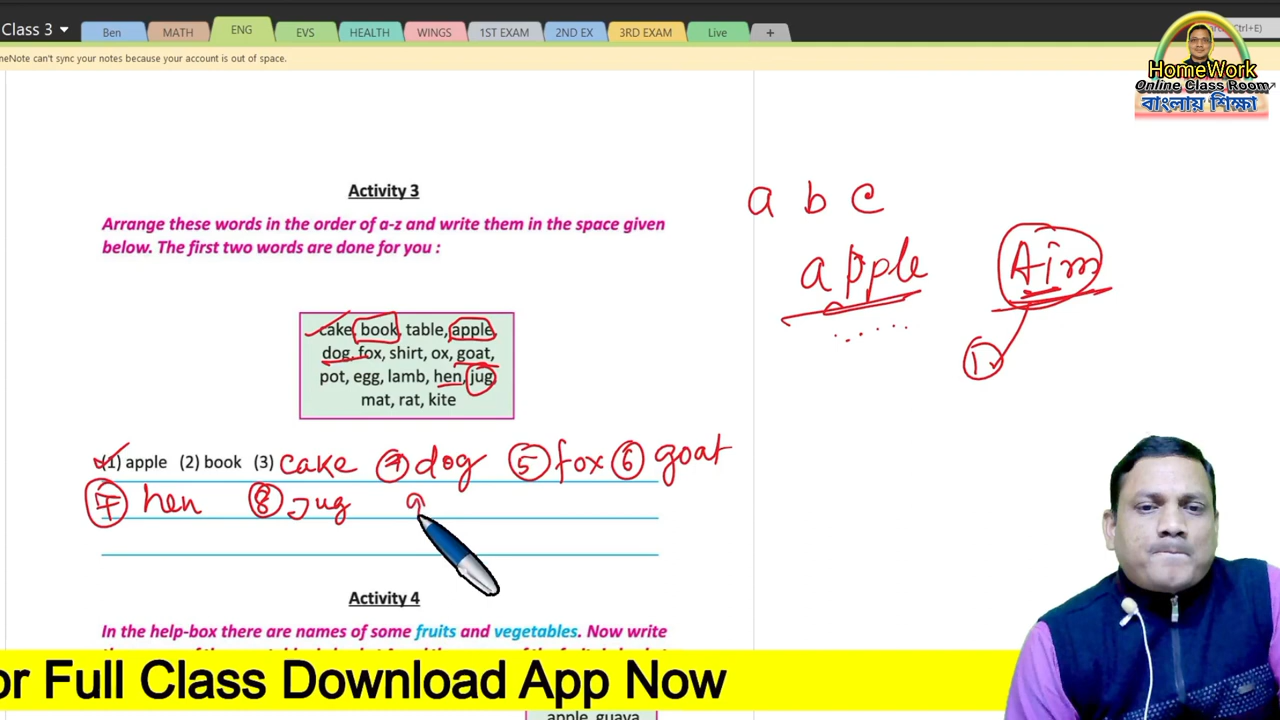 Class 3 Ben MATH ENG EVS HEALTH WINGS 1ST EXAM 2ND EX 3RD EXAM Live +
eNote can't sync your notes because your account is out of space.
HomeWork
Online Class Room
বাংলায় শিক্ষা
Activity 3
Arrange these words in the order of a-z and write them in the space given
below. The first two words are done for you :
a b c
apple Aim
1
cake, book, table, apple,
dog, fox, shirt, ox, goat,
pot, egg, lamb, hen, jug
mat, rat, kite
(1) apple (2) book (3) cake 4 dog 5 fox 6 goat
7 hen 8 jug 9
Activity 4
In the help-box there are names of some fruits and vegetables. Now write
or Full Class Download App Now
apple, guava